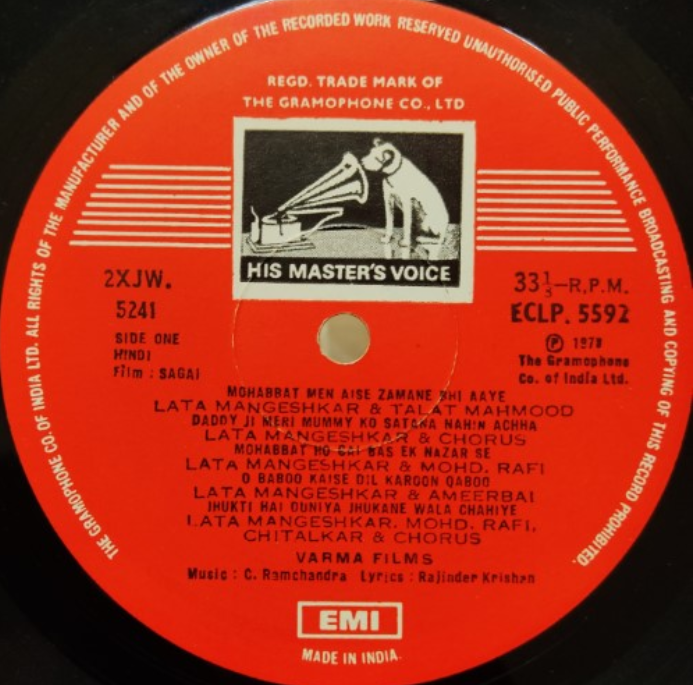 THE GRAMOPHONE CO. OF INDIA LTD. ALL RIGHTS OF THE MANUFACTURER AND OF THE OWNER OF THE RECORDED WORK RESERVED UNAUTHORISED PUBLIC PERFORMANCE BROADCASTING AND COPYING OF THIS RECORD PROHIBITED.
REGD. TRADE MARK OF
THE GRAMOPHONE CO., LTD
HIS MASTER'S VOICE
2XJW.
5241
SIDE ONE
HINDI
Film : SAGAI
33⅓-R.P.M.
ECLP. 5592
Ⓟ 1978
The Gramophone
Co. of India Ltd.
MOHABBAT MEN AISE ZAMANE BHI AAYE
LATA MANGESHKAR & TALAT MAHMOOD
DADDY JI MERI MUMMY KO SATANA NAHIN ACHHA
LATA MANGESHKAR & CHORUS
MOHABBAT HO GAI BAS EK NAZAR SE
LATA MANGESHKAR & MOHD. RAFI
O BABOO KAISE DIL KAROON QABOO
LATA MANGESHKAR & AMEERBAI
JHUKTI HAI DUNIYA JHUKANE WALA CHAHIYE
LATA MANGESHKAR, MOHD. RAFI,
CHITALKAR & CHORUS
VARMA FILMS
Music : C. Ramchandra Lyrics : Rajinder Krishan
EMI
MADE IN INDIA